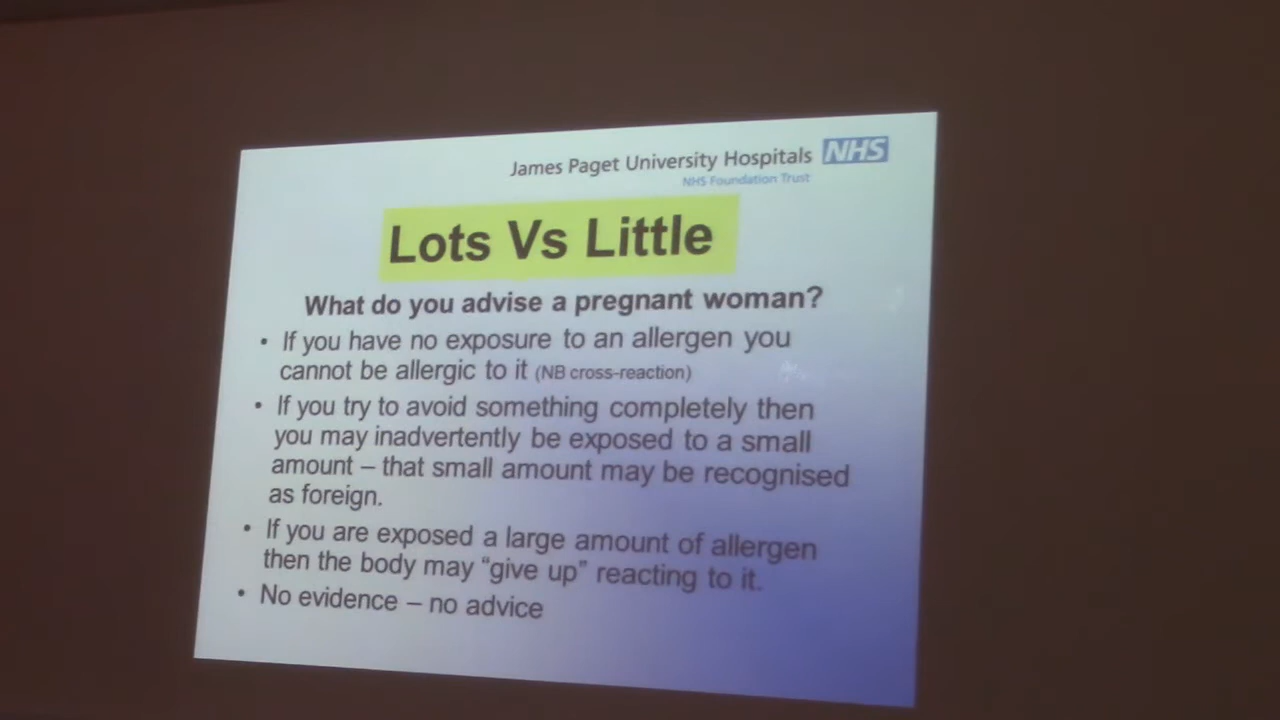 James Paget University Hospitals NHS
NHS Foundation Trust
Lots Vs Little
What do you advise a pregnant woman?
• If you have no exposure to an allergen you
cannot be allergic to it (NB cross-reaction)
• If you try to avoid something completely then
you may inadvertently be exposed to a small
amount – that small amount may be recognised
as foreign.
• If you are exposed a large amount of allergen
then the body may “give up” reacting to it.
• No evidence – no advice